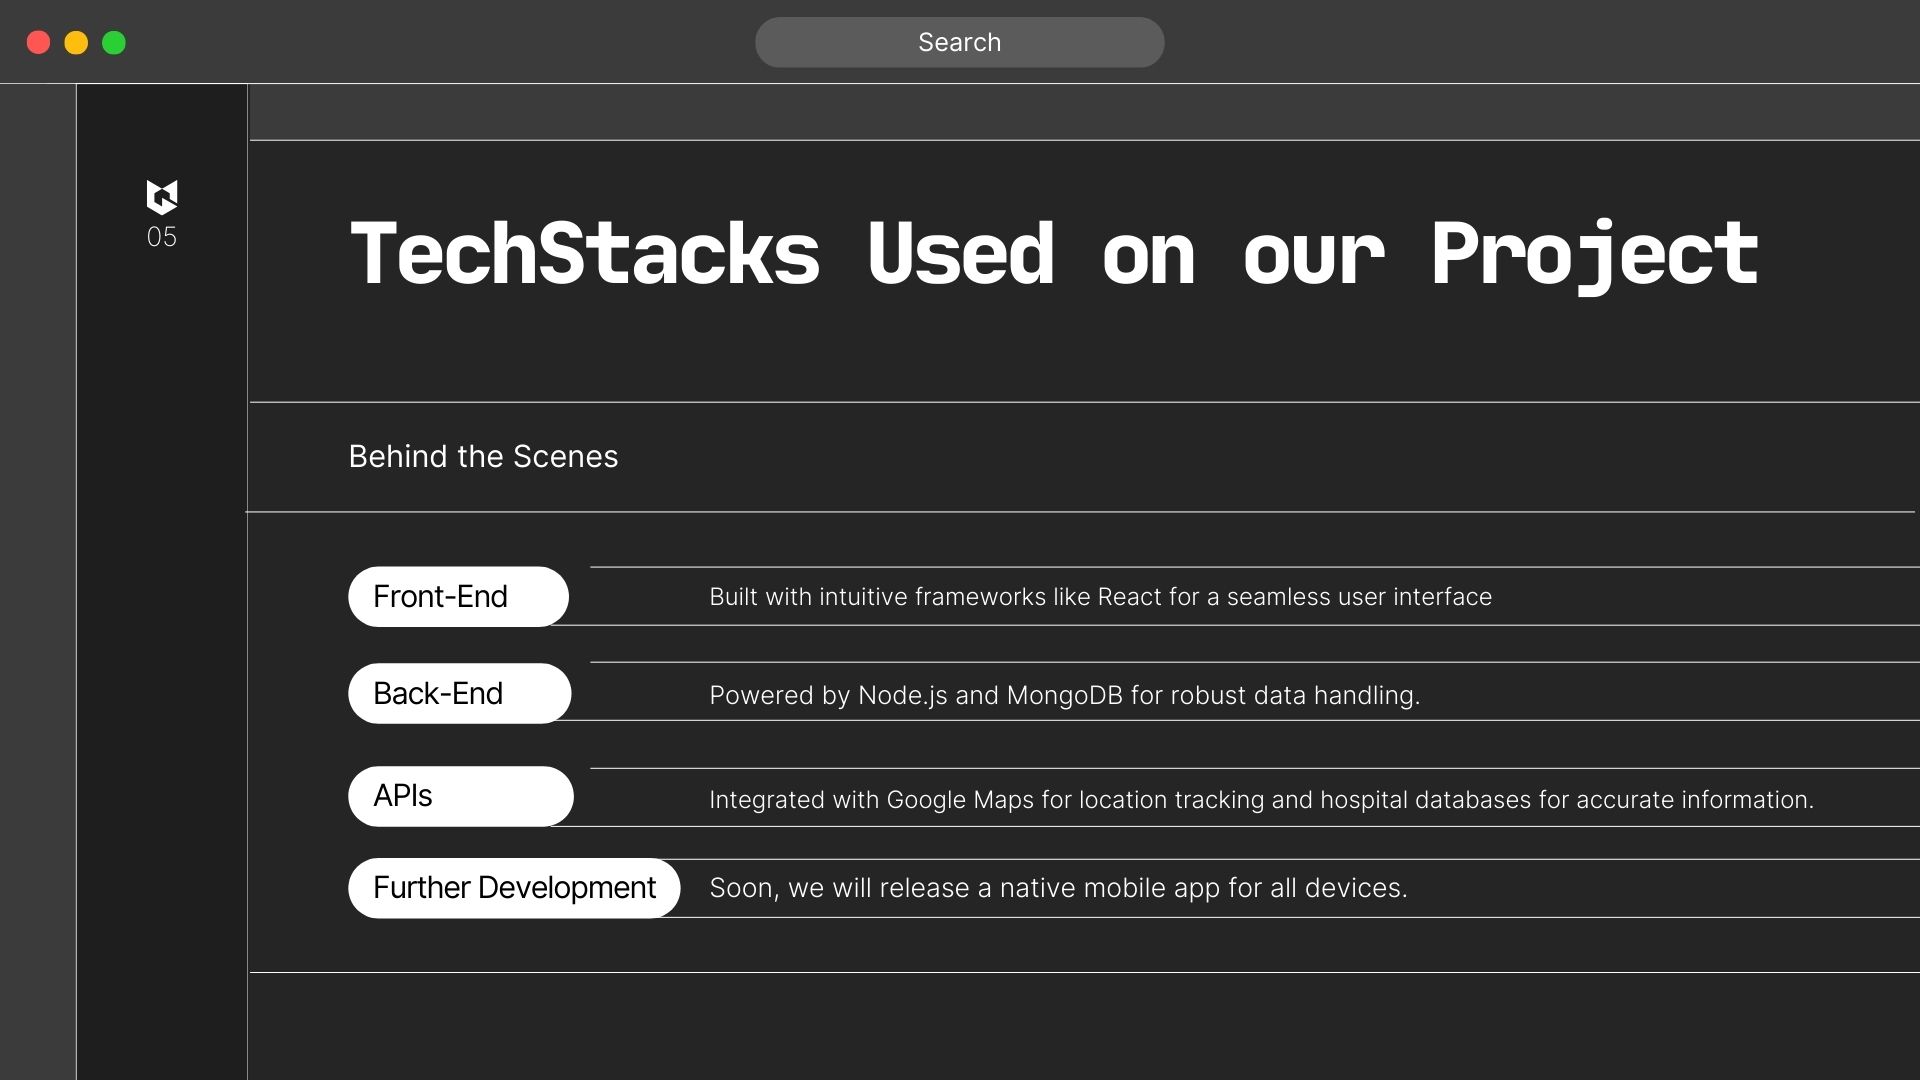 Search
05
TechStacks Used on our Project
Behind the Scenes
Front-End
Built with intuitive frameworks like React for a seamless user interface
Back-End
Powered by Node.js and MongoDB for robust data handling.
APIs
Integrated with Google Maps for location tracking and hospital databases for accurate information.
Further Development
Soon, we will release a native mobile app for all devices.